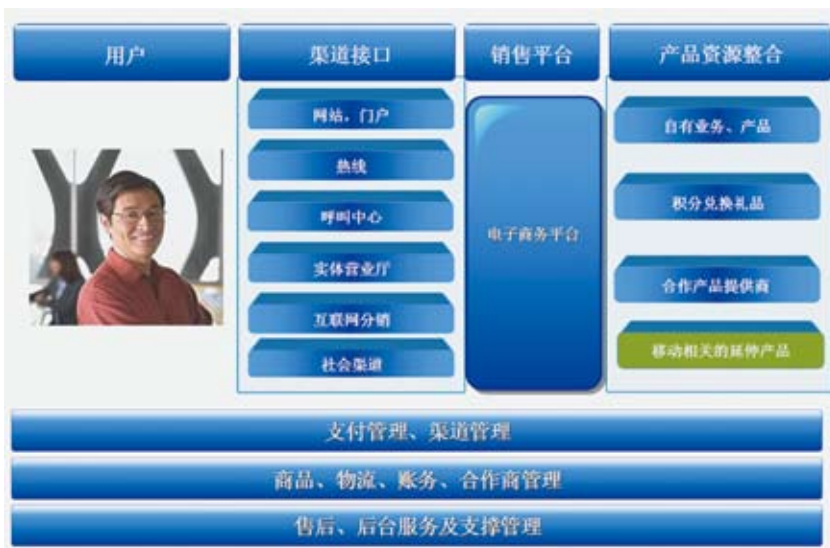 用户
渠道接口
销售平台
产品资源整合
网站，门户
热线
呼叫中心
实体营业厅
互联网分销
社会渠道
电子商务平台
自有业务、产品
积分兑换礼品
合作产品提供商
移动相关的延伸产品
支付管理、渠道管理
商品、物流、账务、合作商管理
售后、后台服务及支撑管理